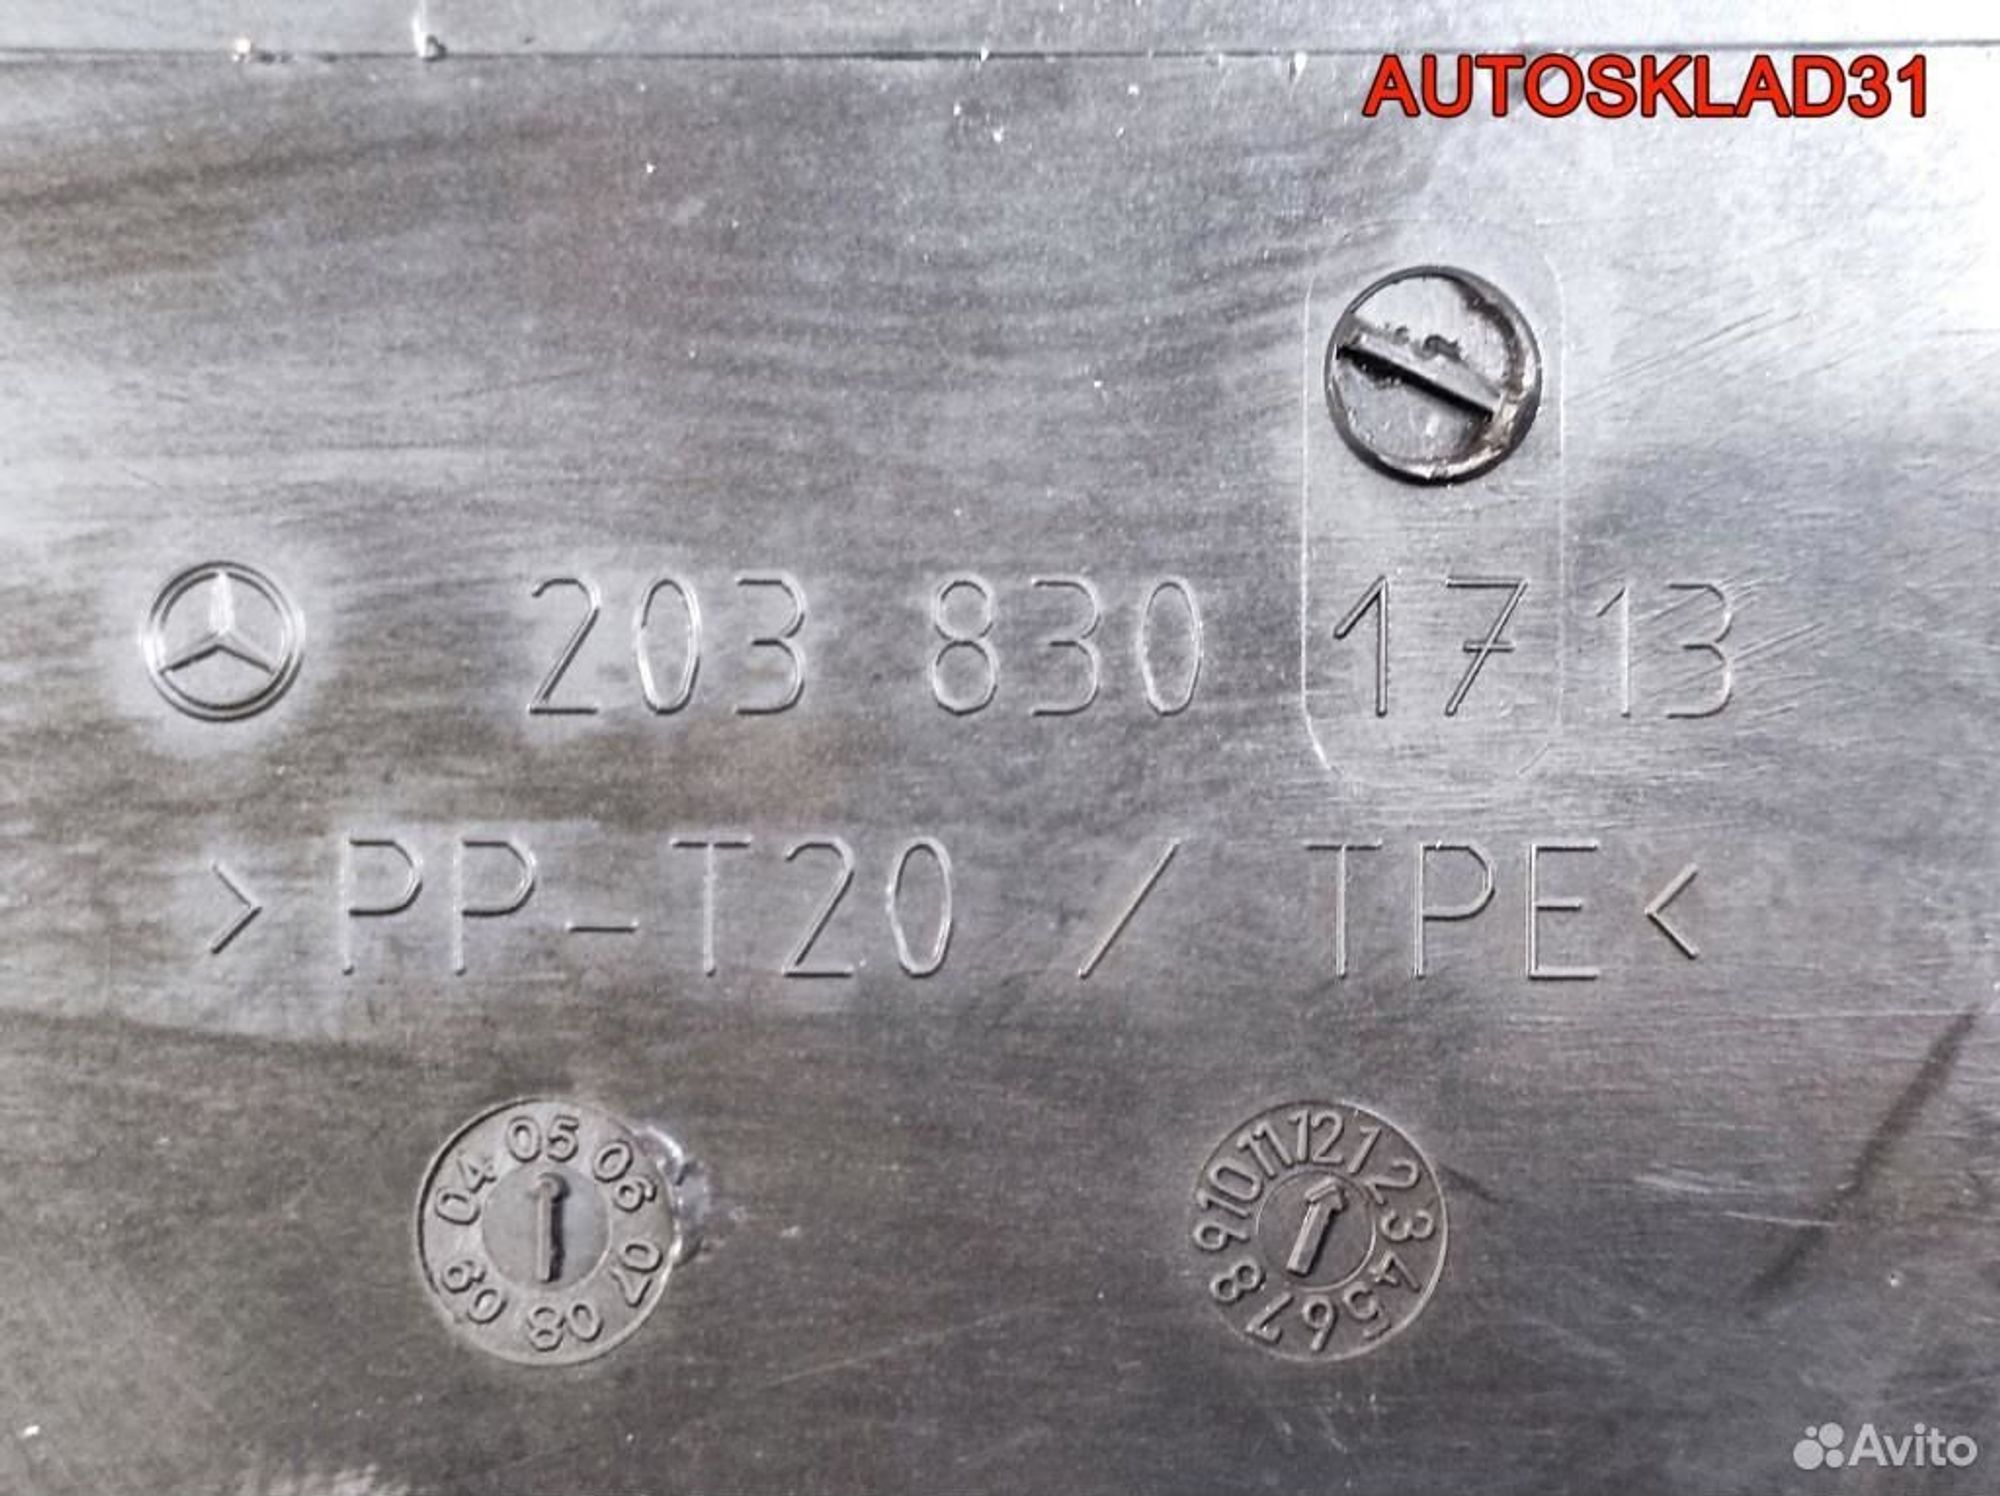 AUTOSKLAD31
203 830 17 13
>PP-T20 / TPE<
04 05 06 07 08 09
1 2 3 4 5 6 7 8 9 10 11 12
Avito